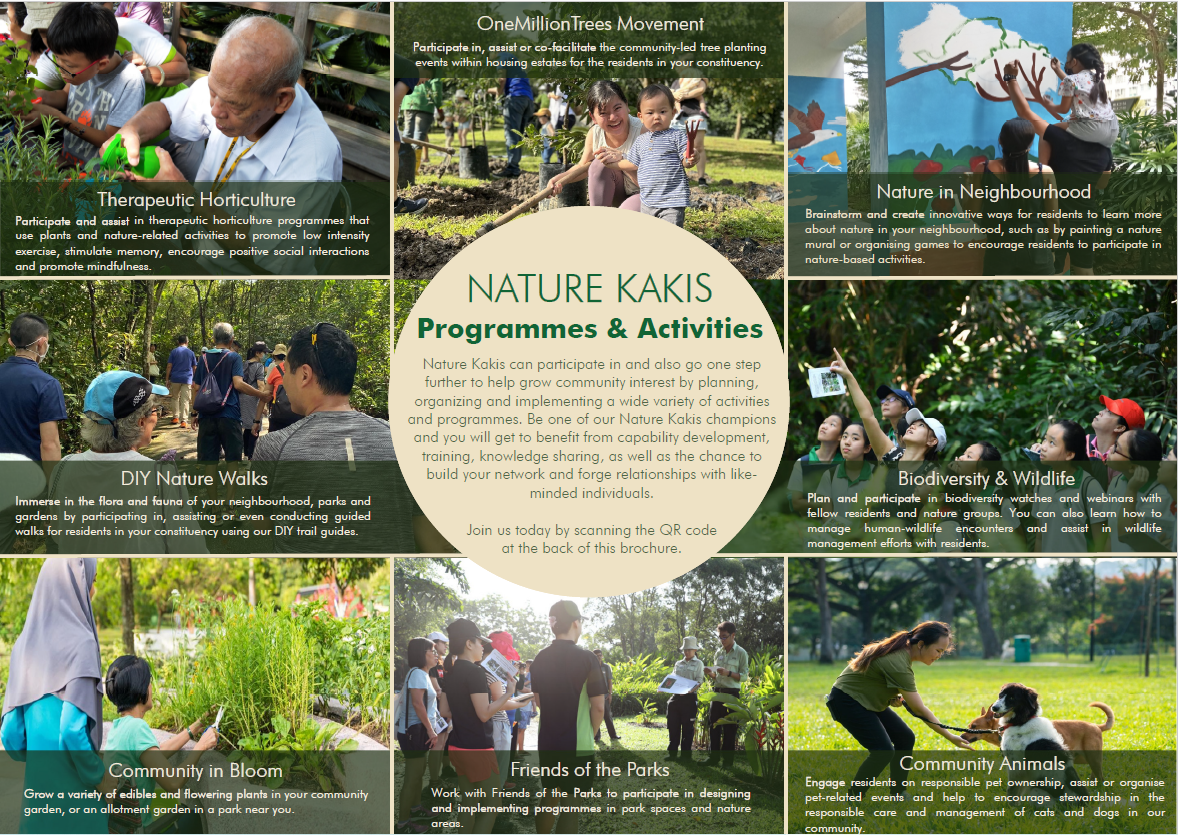 OneMillionTrees Movement
Participate in, assist or co-facilitate the community-led tree planting
events within housing estates for the residents in your constituency.
Therapeutic Horticulture
Participate and assist in therapeutic horticulture programmes that
use plants and nature-related activities to promote low intensity
exercise, stimulate memory, encourage positive social interactions
and promote mindfulness.
Nature in Neighbourhood
Brainstorm and create innovative ways for residents to learn more
about nature in your neighbourhood, such as by painting a nature
mural or organising games to encourage residents to participate in
nature-based activities.
NATURE KAKIS
Programmes & Activities
Nature Kakis can participate in and also go one step
further to help grow community interest by planning,
organizing and implementing a wide variety of activities
and programmes. Be one of our Nature Kakis champions
and you will get to benefit from capability development,
training, knowledge sharing, as well as the chance to
build your network and forge relationships with like-
minded individuals.
Join us today by scanning the QR code
at the back of this brochure.
DIY Nature Walks
Immerse in the flora and fauna of your neighbourhood, parks and
gardens by participating in, assisting or even conducting guided
walks for residents in your constituency using our DIY trail guides.
Biodiversity & Wildlife
Plan and participate in biodiversity watches and webinars with
fellow residents and nature groups. You can also learn how to
manage human-wildlife encounters and assist in wildlife
management efforts with residents.
Community in Bloom
Grow a variety of edibles and flowering plants in your community
garden, or an allotment garden in a park near you.
Friends of the Parks
Work with Friends of the Parks to participate in designing
and implementing programmes in park spaces and nature
areas.
Community Animals
Engage residents on responsible pet ownership, assist or organise
pet-related events and help to encourage stewardship in the
responsible care and management of cats and dogs in our
community.